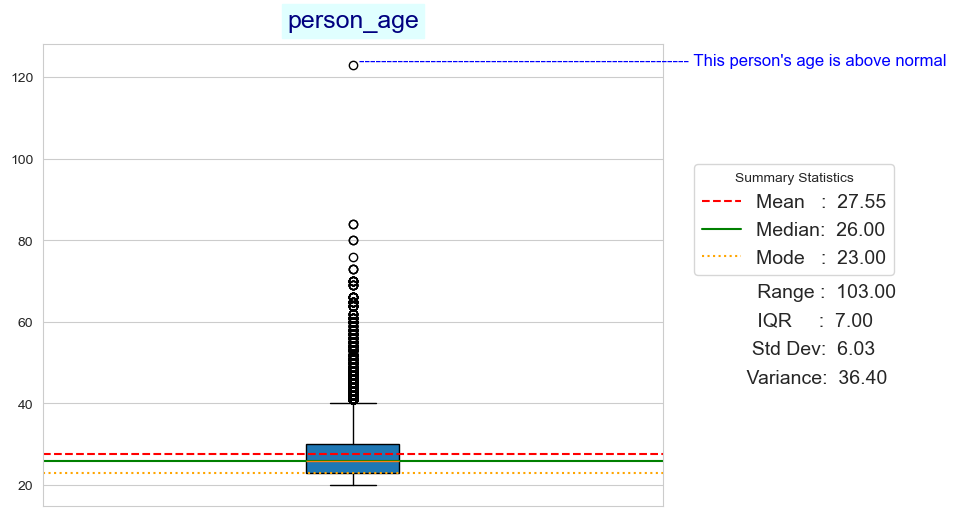 person_age
This person's age is above normal
120
100
80
60
40
20
Summary Statistics
Mean : 27.55
Median: 26.00
Mode : 23.00
Range : 103.00
IQR : 7.00
Std Dev: 6.03
Variance: 36.40